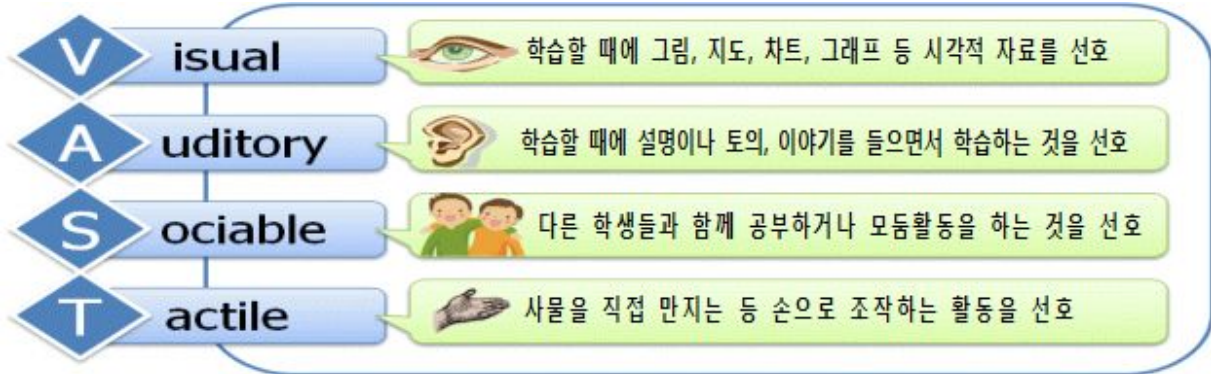 Visual 학습할 때에 그림, 지도, 차트, 그래프 등 시각적 자료를 선호
Auditory 학습할 때에 설명이나 토의, 이야기를 들으면서 학습하는 것을 선호
Sociable 다른 학생들과 함께 공부하거나 모둠활동을 하는 것을 선호
Tactile 사물을 직접 만지는 등 손으로 조작하는 활동을 선호